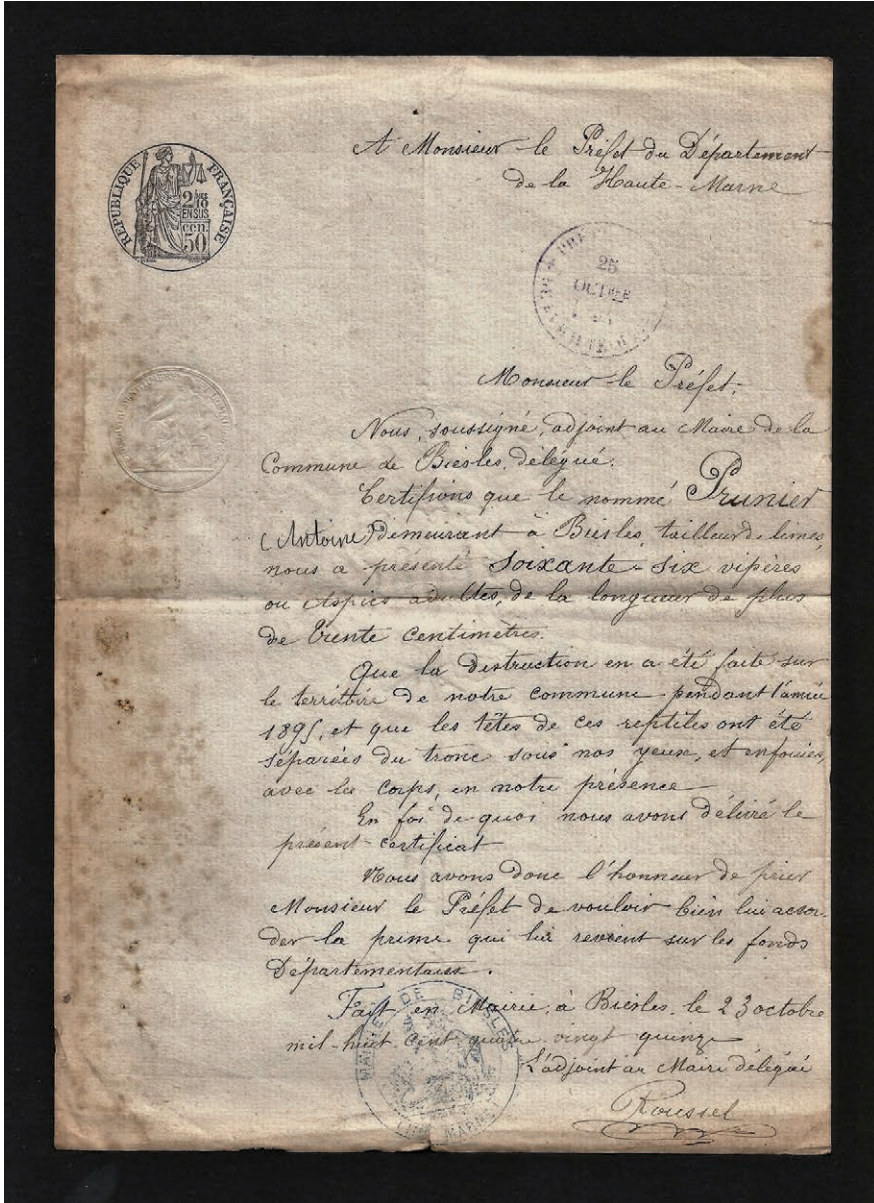 A Monsieur le Préfet du Département
de la Haute-Marne
RÉPUBLIQUE FRANÇAISE
2/10
EN SUS
cen.
50
25
OCT
Monsieur le Préfet,
Nous, soussigné, adjoint au Maire de la
Commune de Biesles, délégué,
Certifions que le nommé Prunier
(Antoine) demeurant à Biesles, tailleur de limes,
nous a présenté soixante-six vipères
ou Aspics adultes, de la longueur de plus
de trente centimètres.
Que la destruction en a été faite sur
le territoire de notre commune pendant l'année
1895, et que les têtes de ces reptiles ont été
séparées du tronc sous nos yeux, et enfouies,
avec les corps, en notre présence
En foi de quoi nous avons délivré le
présent certificat
Nous avons donc l'honneur de prier
Monsieur le Préfet de vouloir bien lui accor-
der la prime qui lui revient sur les fonds
Départementaux.
Fait en Mairie, à Biesles, le 23 octobre
mil huit cent quatre vingt quinze
L'adjoint au Maire délégué
Roussel
MAIRIE DE BIESLES
MARNE